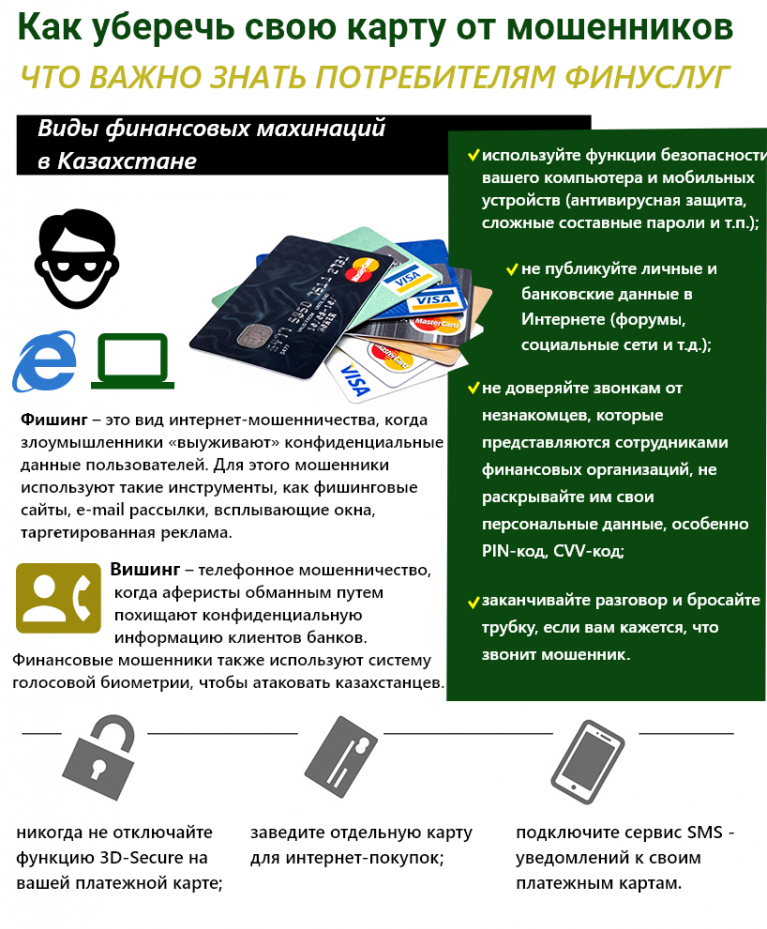 Как уберечь свою карту от мошенников
ЧТО ВАЖНО ЗНАТЬ ПОТРЕБИТЕЛЯМ ФИНУСЛУГ
Виды финансовых махинаций
в Казахстане
MasterCard
VISA
VISA
MasterCard
MasterCard
VISA
Фишинг – это вид интернет-мошенничества, когда
злоумышленники «выуживают» конфиденциальные
данные пользователей. Для этого мошенники
используют такие инструменты, как фишинговые
сайты, e-mail рассылки, всплывающие окна,
таргетированная реклама.
Вишинг – телефонное мошенничество,
когда аферисты обманным путем
похищают конфиденциальную
информацию клиентов банков.
Финансовые мошенники также используют систему
голосовой биометрии, чтобы атаковать казахстанцев.
используйте функции безопасности
вашего компьютера и мобильных
устройств (антивирусная защита,
сложные составные пароли и т.п.);
не публикуйте личные и
банковские данные в
Интернете (форумы,
социальные сети и т.д.);
не доверяйте звонкам от
незнакомцев, которые
представляются сотрудниками
финансовых организаций, не
раскрывайте им свои
персональные данные, особенно
PIN-код, CVV-код;
заканчивайте разговор и бросайте
трубку, если вам кажется, что
звонит мошенник.
никогда не отключайте
функцию 3D-Secure на
вашей платежной карте;
заведите отдельную карту
для интернет-покупок;
подключите сервис SMS -
уведомлений к своим
платежным картам.